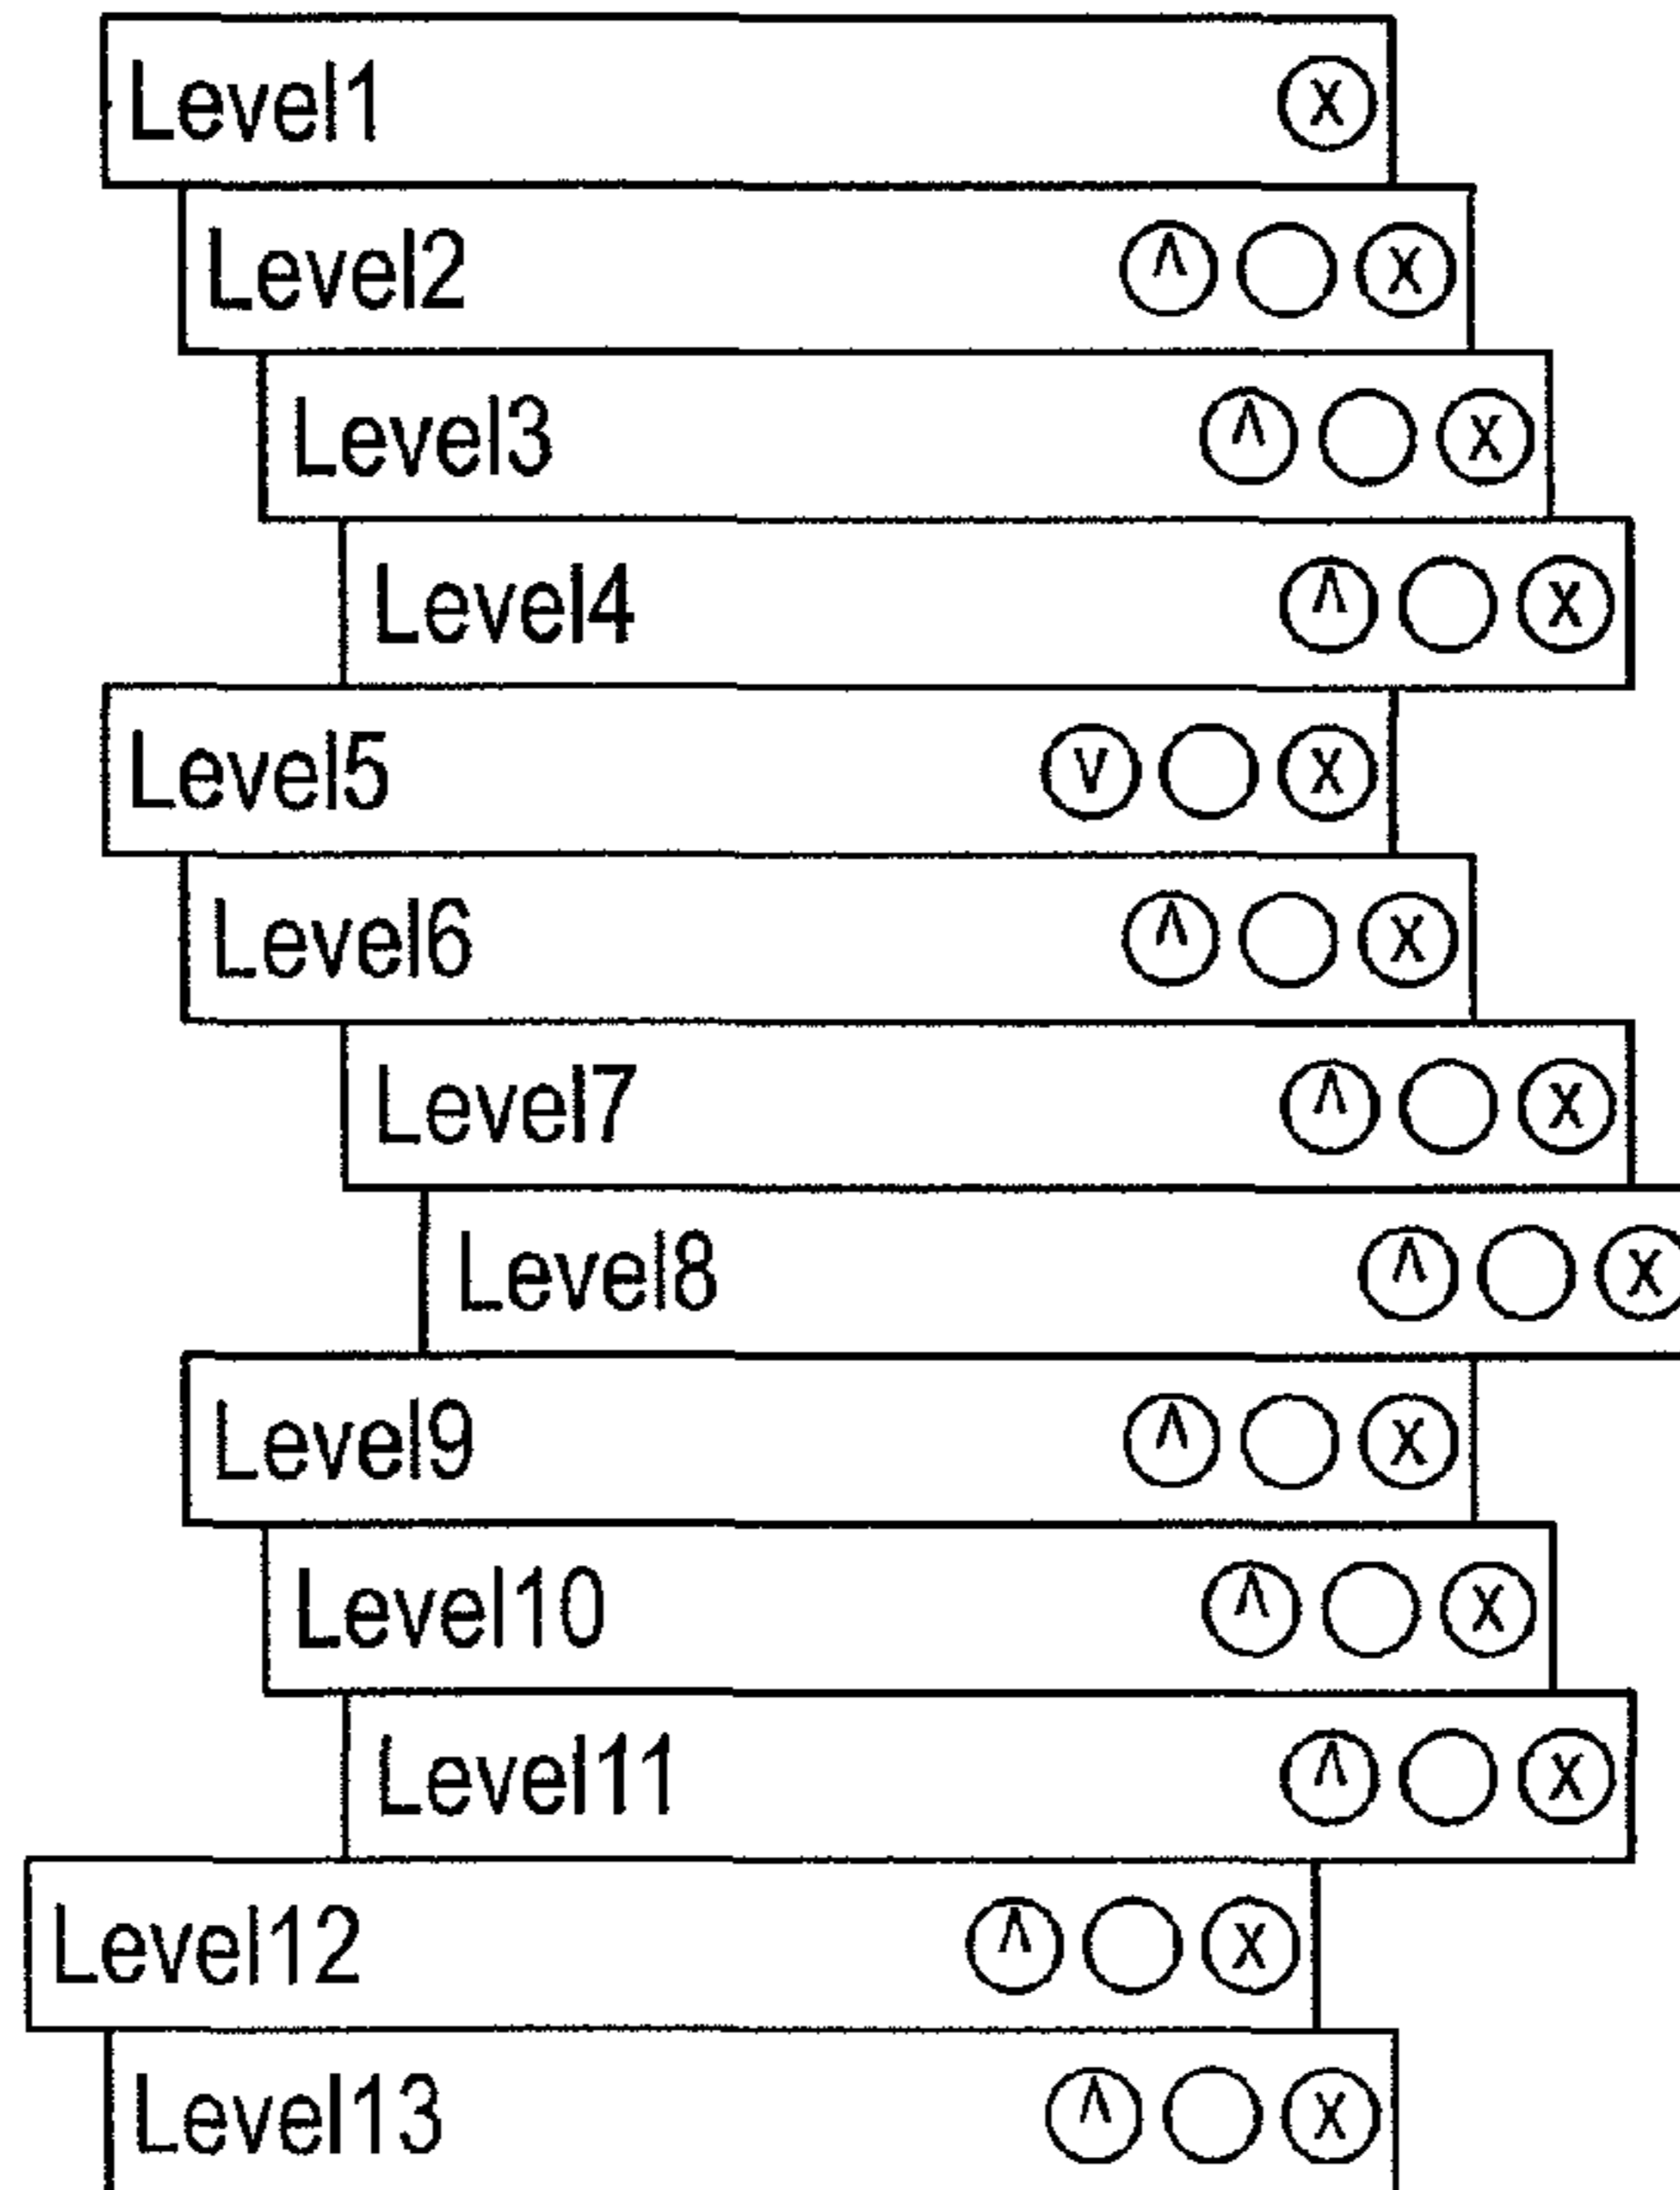 Level1 X
Level2 ^ X
Level3 ^ X
Level4 ^ X
Level5 V X
Level6 ^ X
Level7 ^ X
Level8 ^ X
Level9 ^ X
Level10 ^ X
Level11 ^ X
Level12 ^ X
Level13 ^ X